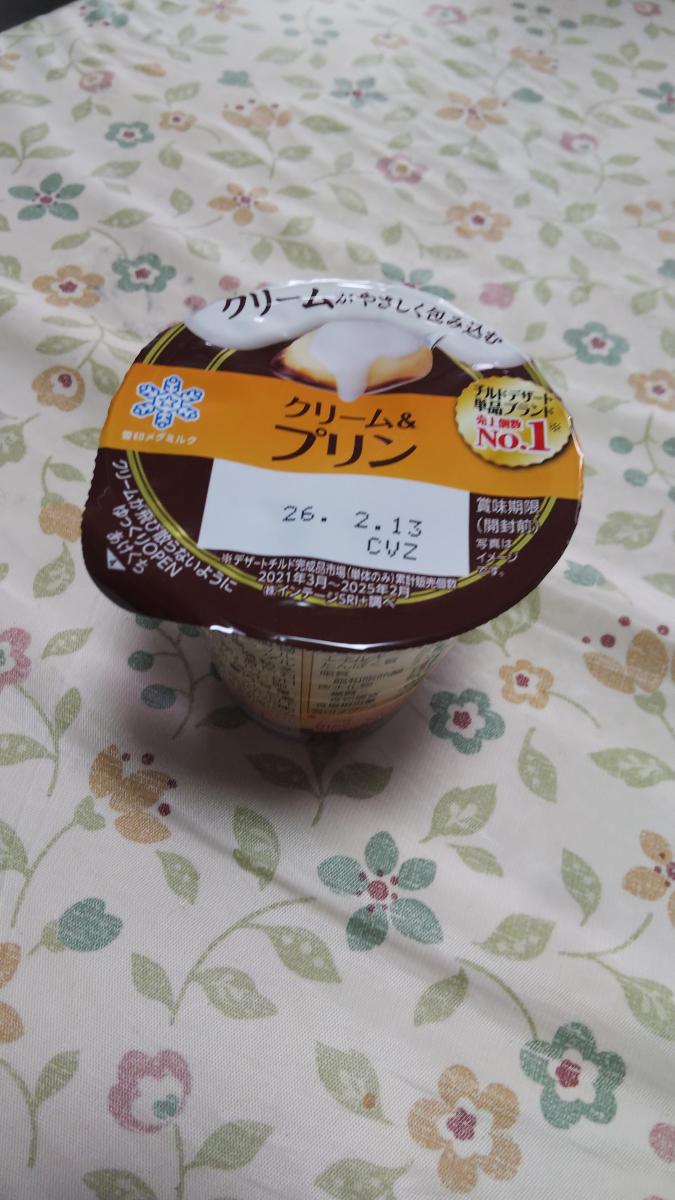 クリームがやさしく包み込む
チルドデザート
単品ブランド※
売上個数
No.1
雪印メグミルク
クリーム&
プリン
26. 2.13
CVZ
賞味期限
(開封前)
写真は
イメージ
です。
クリームが飛び散らないように
ゆっくりOPEN
あけくち
※デザートチルド完成品市場(単体のみ)累計販売個数
2021年3月〜2025年2月
㈱インテージSRI+調べ
脂質
糖質